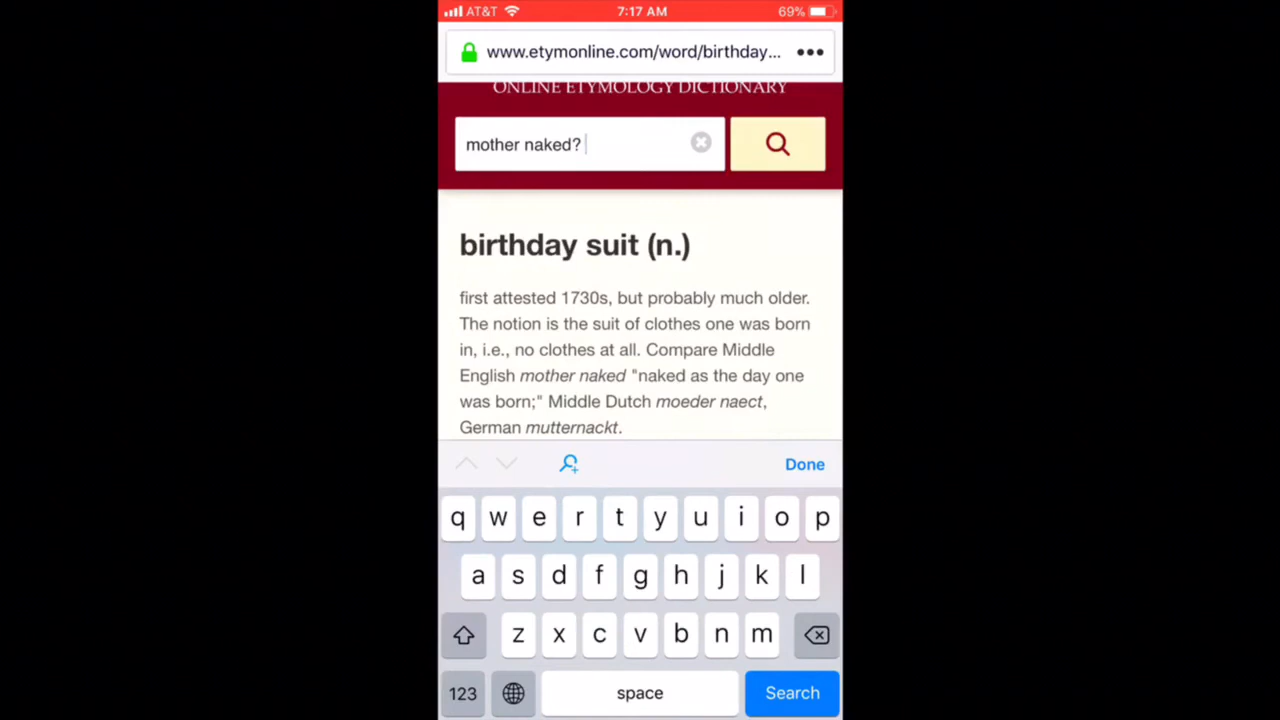 AT&T 7:17 AM 69%
www.etymonline.com/word/birthday... •••
ONLINE ETYMOLOGY DICTIONARY
mother naked?
birthday suit (n.)
first attested 1730s, but probably much older.
The notion is the suit of clothes one was born
in, i.e., no clothes at all. Compare Middle
English mother naked "naked as the day one
was born;" Middle Dutch moeder naect,
German mutternackt.
Done
q w e r t y u i o p
a s d f g h j k l
z x c v b n m
123 space Search